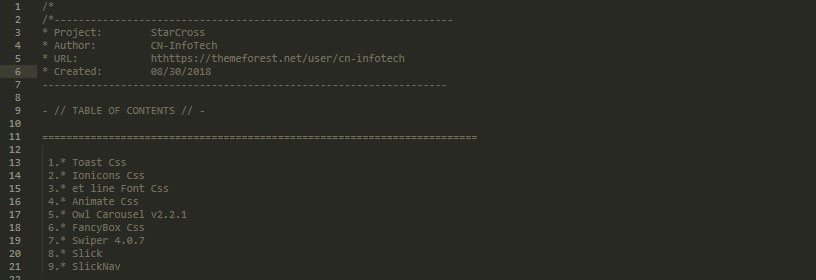 1 /*
2 /*------------------------------------------------------------------
3 * Project:        StarCross
4 * Author:         CN-InfoTech
5 * URL:            hthttps://themeforest.net/user/cn-infotech
6 * Created:        08/30/2018
7 -------------------------------------------------------------------
8
9 - // TABLE OF CONTENTS // -
10
11 ========================================================================
12
13 1.* Toast Css
14 2.* Ionicons Css
15 3.* et line Font Css
16 4.* Animate Css
17 5.* Owl Carousel v2.2.1
18 6.* FancyBox Css
19 7.* Swiper 4.0.7
20 8.* Slick
21 9.* SlickNav
22